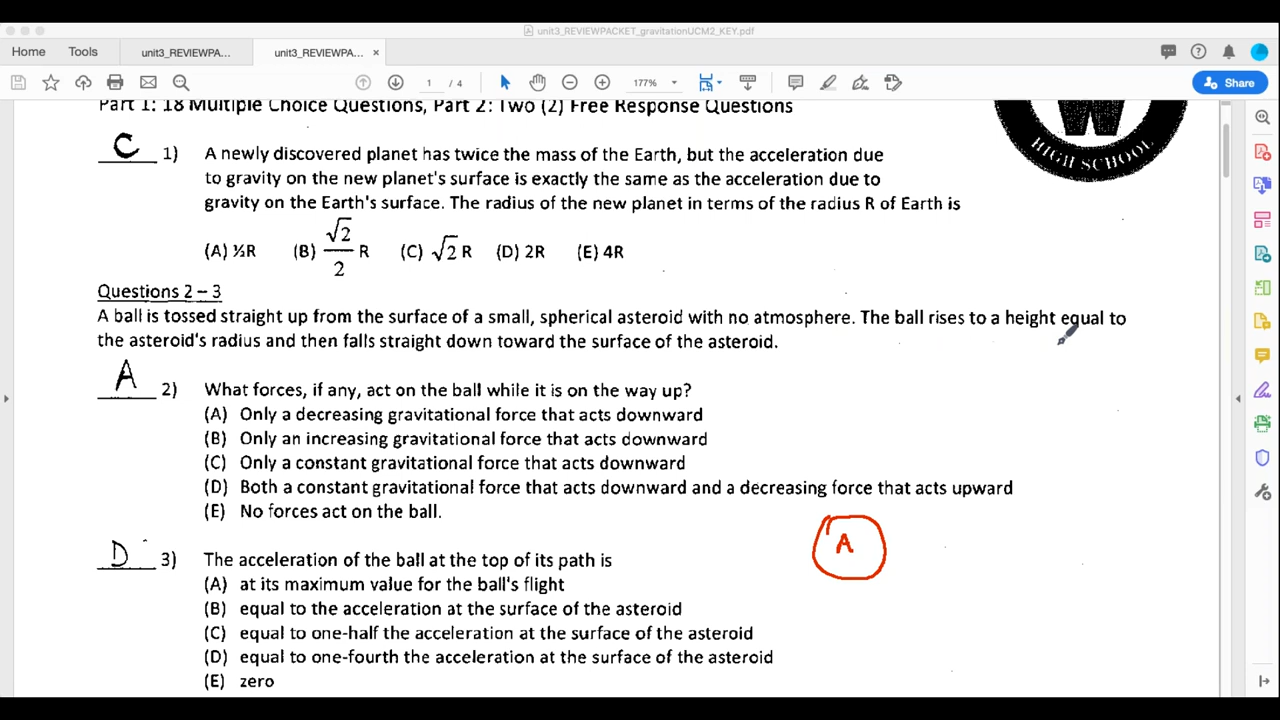 unit3_REVIEWPACKET_gravitationUCM2_KEY.pdf
Home Tools unit3_REVIEWPA... unit3_REVIEWPA... ×
1 / 4 177% Share
Part 1: 18 Multiple Choice Questions, Part 2: Two (2) Free Response Questions
HIGH SCHOOL
C 1) A newly discovered planet has twice the mass of the Earth, but the acceleration due
to gravity on the new planet's surface is exactly the same as the acceleration due to
gravity on the Earth's surface. The radius of the new planet in terms of the radius R of Earth is
(A) ½R (B) √2/2 R (C) √2 R (D) 2R (E) 4R
Questions 2 – 3
A ball is tossed straight up from the surface of a small, spherical asteroid with no atmosphere. The ball rises to a height equal to
the asteroid's radius and then falls straight down toward the surface of the asteroid.
A 2) What forces, if any, act on the ball while it is on the way up?
(A) Only a decreasing gravitational force that acts downward
(B) Only an increasing gravitational force that acts downward
(C) Only a constant gravitational force that acts downward
(D) Both a constant gravitational force that acts downward and a decreasing force that acts upward
(E) No forces act on the ball.
A
D 3) The acceleration of the ball at the top of its path is
(A) at its maximum value for the ball's flight
(B) equal to the acceleration at the surface of the asteroid
(C) equal to one-half the acceleration at the surface of the asteroid
(D) equal to one-fourth the acceleration at the surface of the asteroid
(E) zero